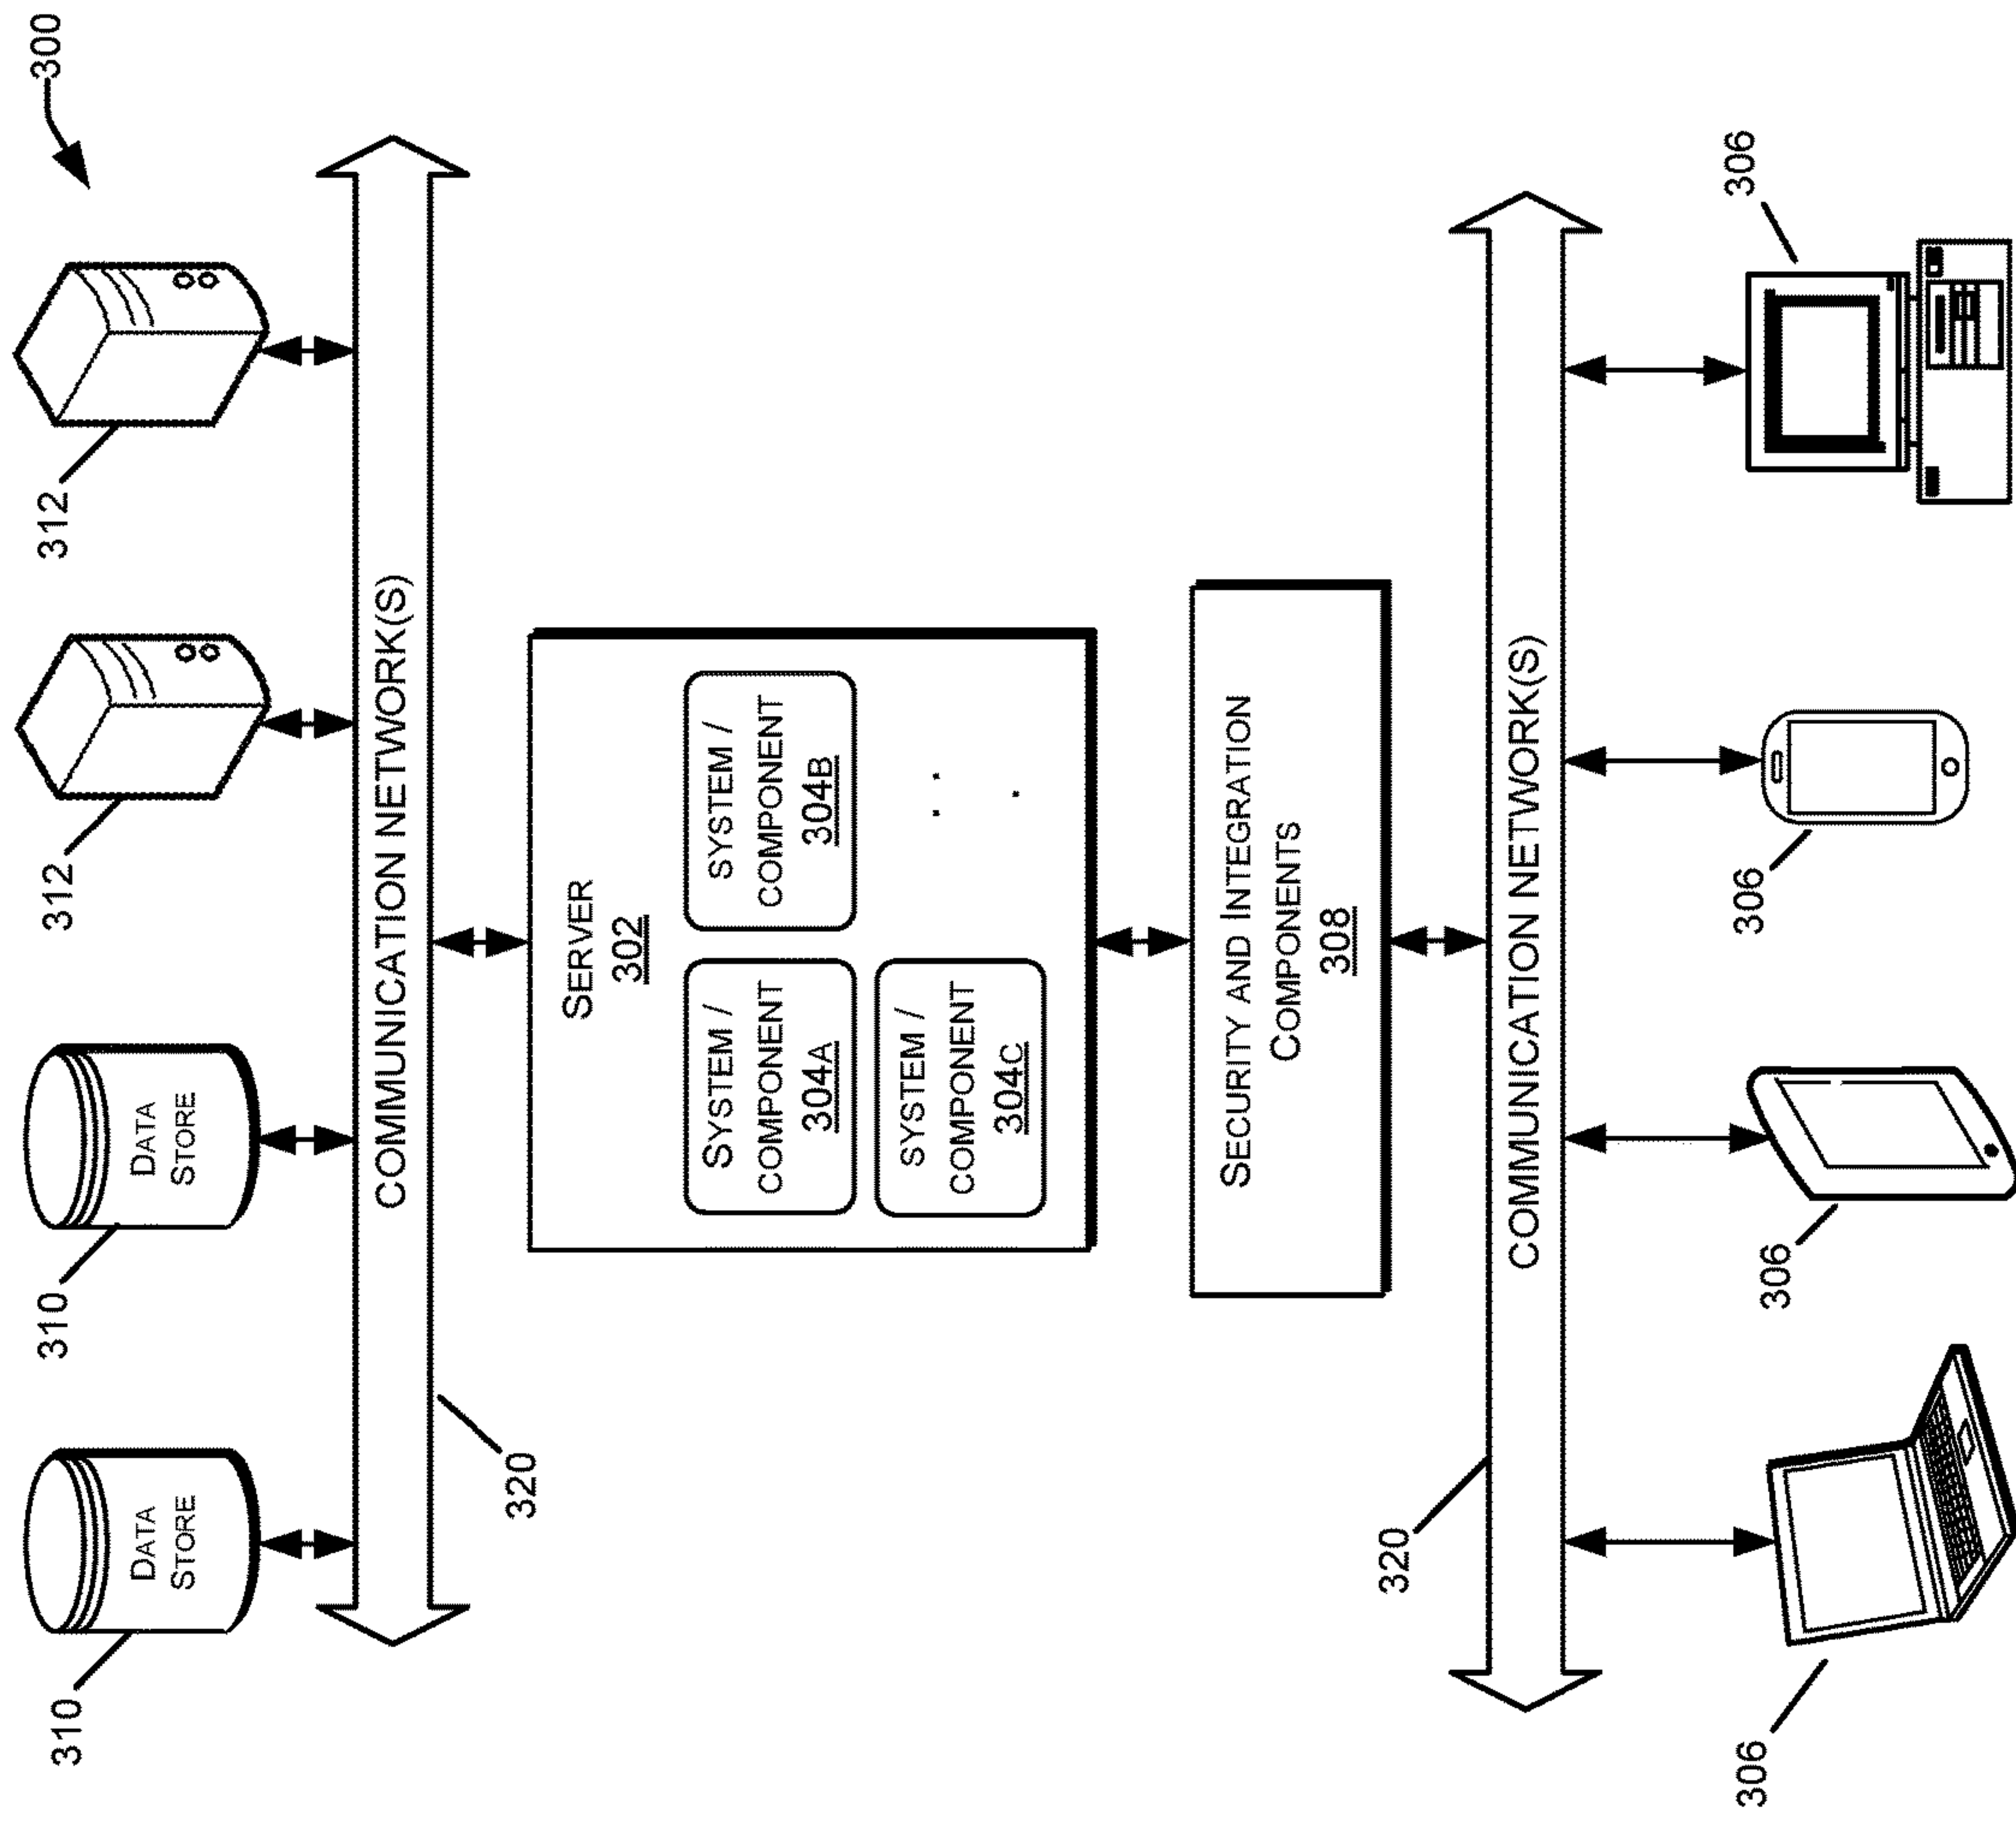 300
310
310
312
312
DATA
STORE
DATA
STORE
COMMUNICATION NETWORK(S)
320
SERVER
302
SYSTEM /
COMPONENT
304A
SYSTEM /
COMPONENT
304B
SYSTEM /
COMPONENT
304C
SECURITY AND INTEGRATION
COMPONENTS
308
320
COMMUNICATION NETWORK(S)
306
306
306
306